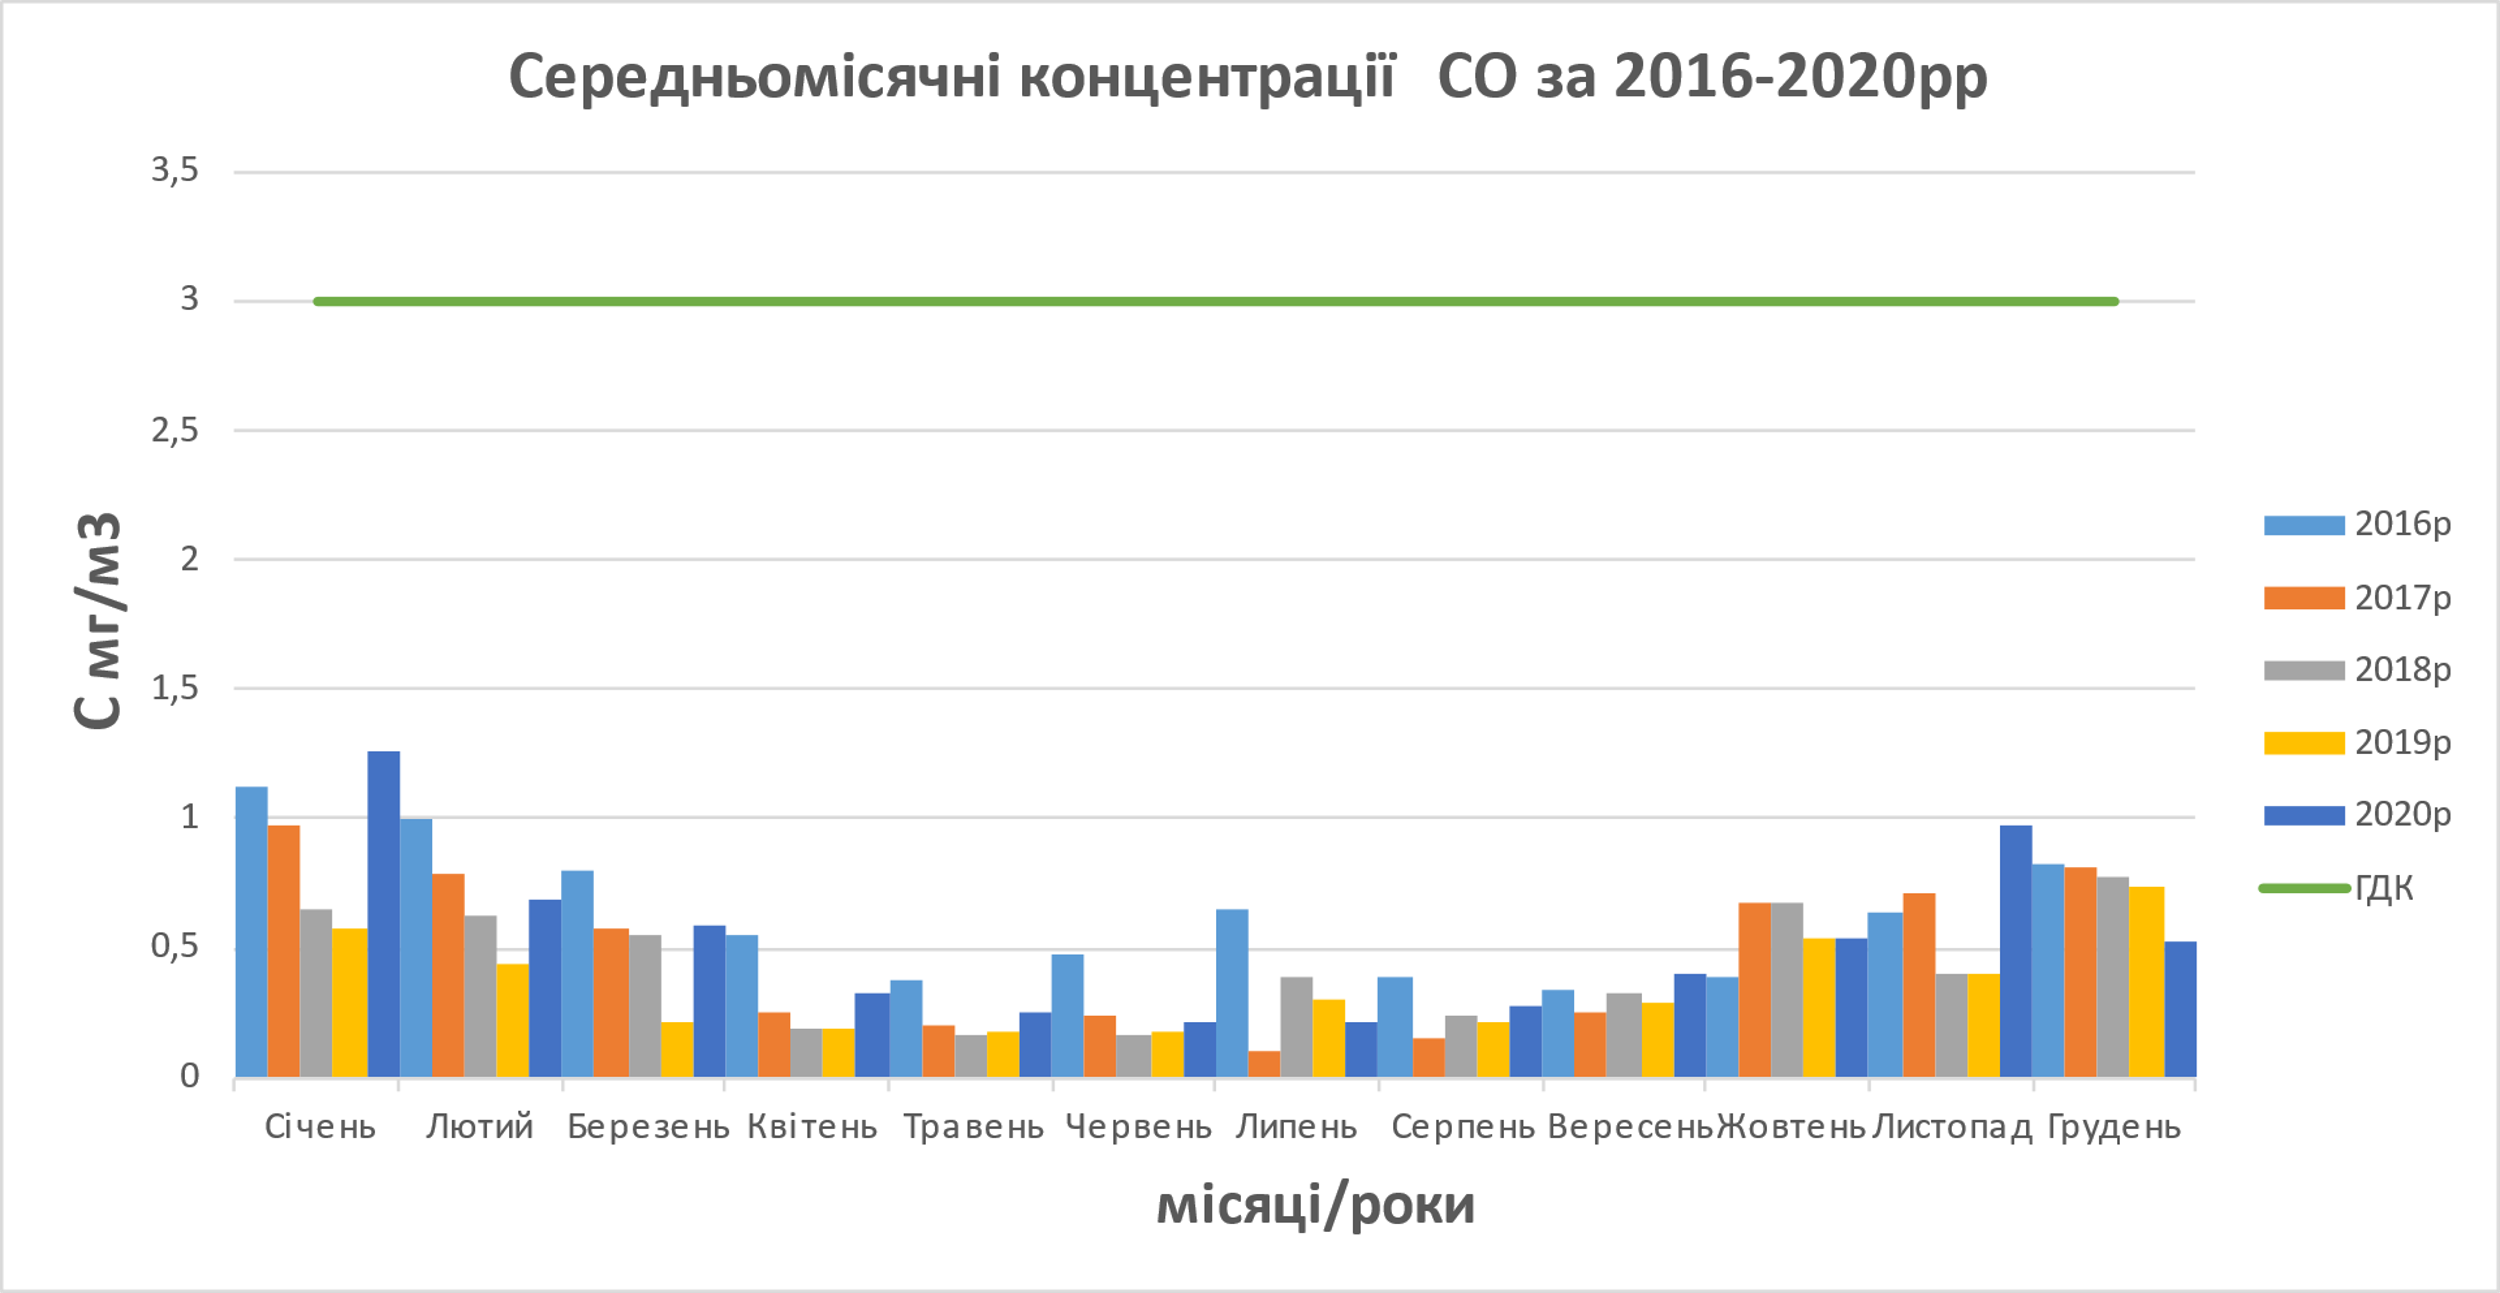 Середньомісячні концентрації СО за 2016-2020рр
3,5
3
2,5
2
1,5
1
0,5
0
С мг/м3
Січень Лютий Березень Квітень Травень Червень Липень Серпень Вересень Жовтень Листопад Грудень
місяці/роки
2016р
2017р
2018р
2019р
2020р
ГДК